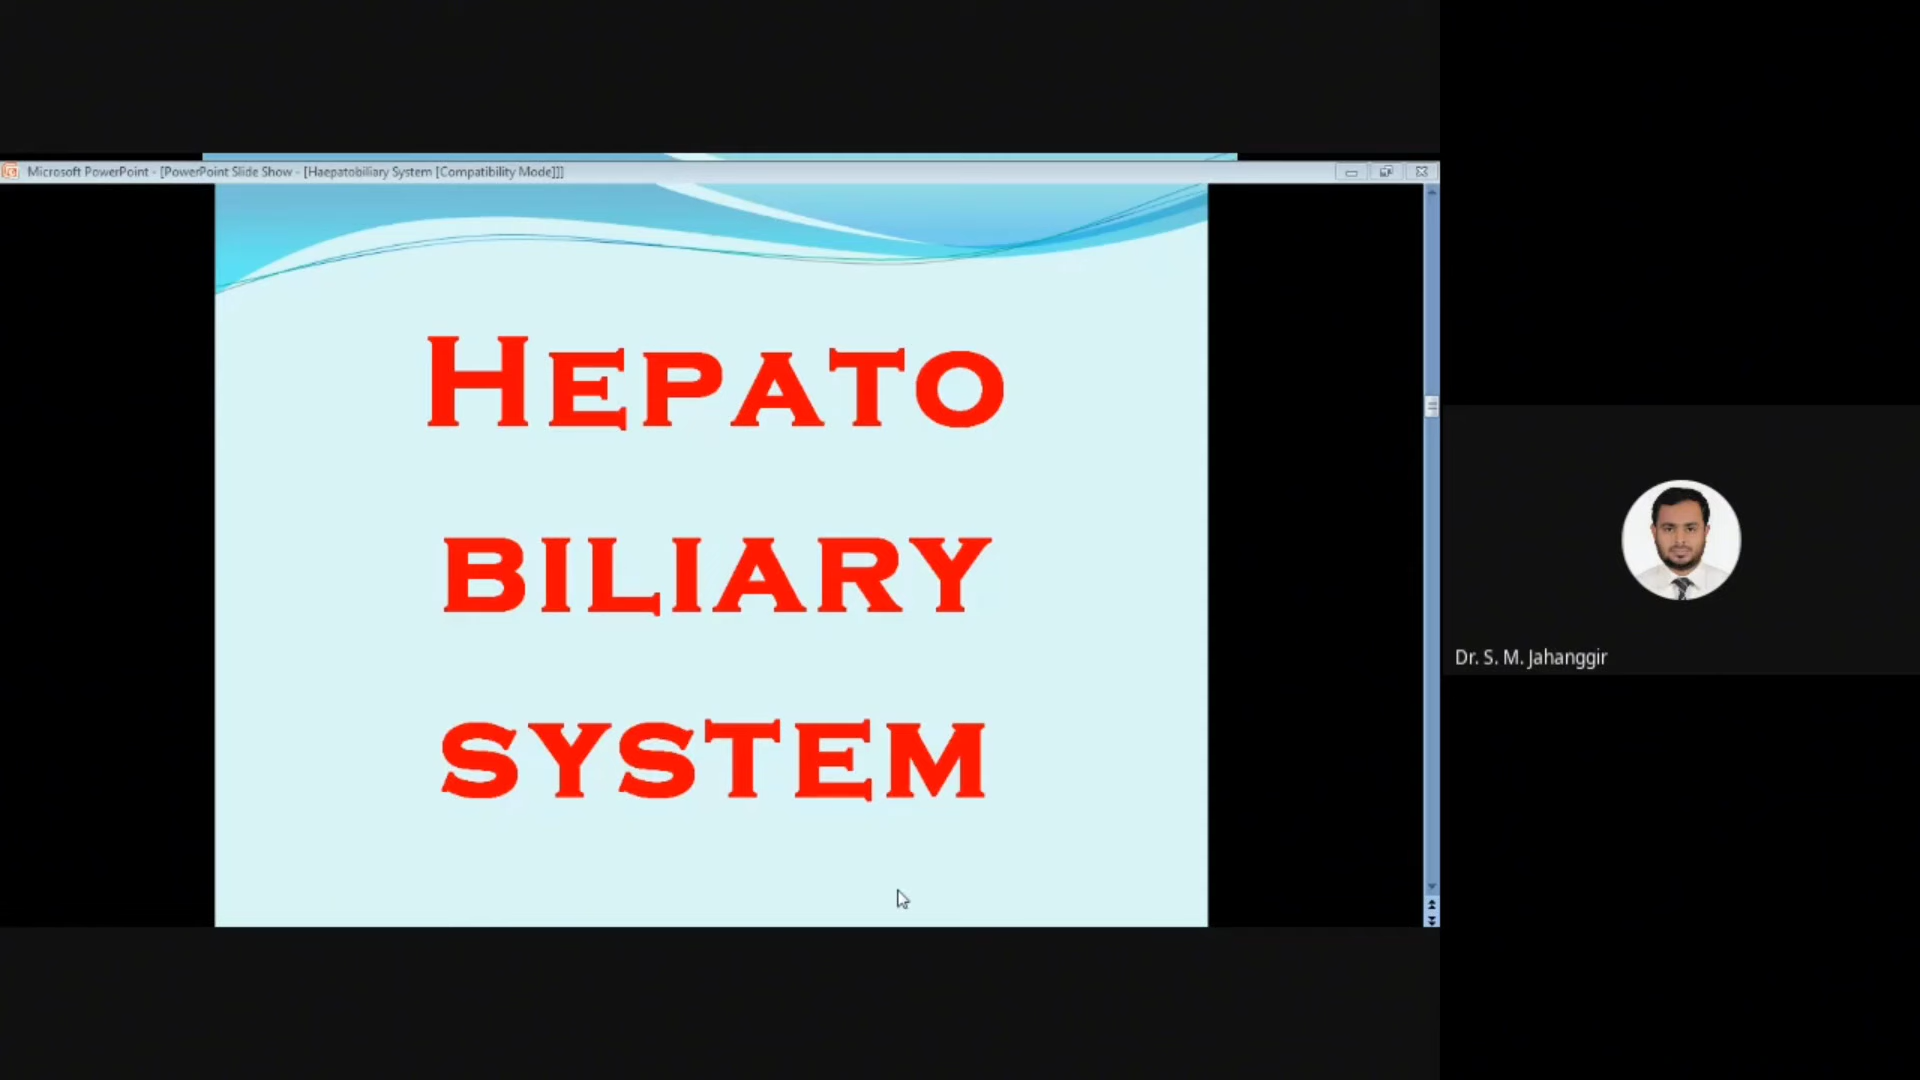 Microsoft PowerPoint - [PowerPoint Slide Show - [Haepatobiliary System [Compatibility Mode]]]
HEPATO
BILIARY
SYSTEM
Dr. S. M. Jahanggir